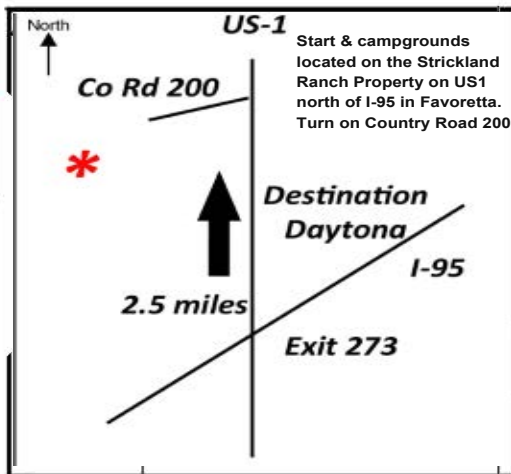 North
US-1
Start & campgrounds
located on the Strickland
Ranch Property on US1
north of I-95 in Favoretta.
Turn on Country Road 200
Co Rd 200
*
Destination
Daytona
I-95
2.5 miles
Exit 273